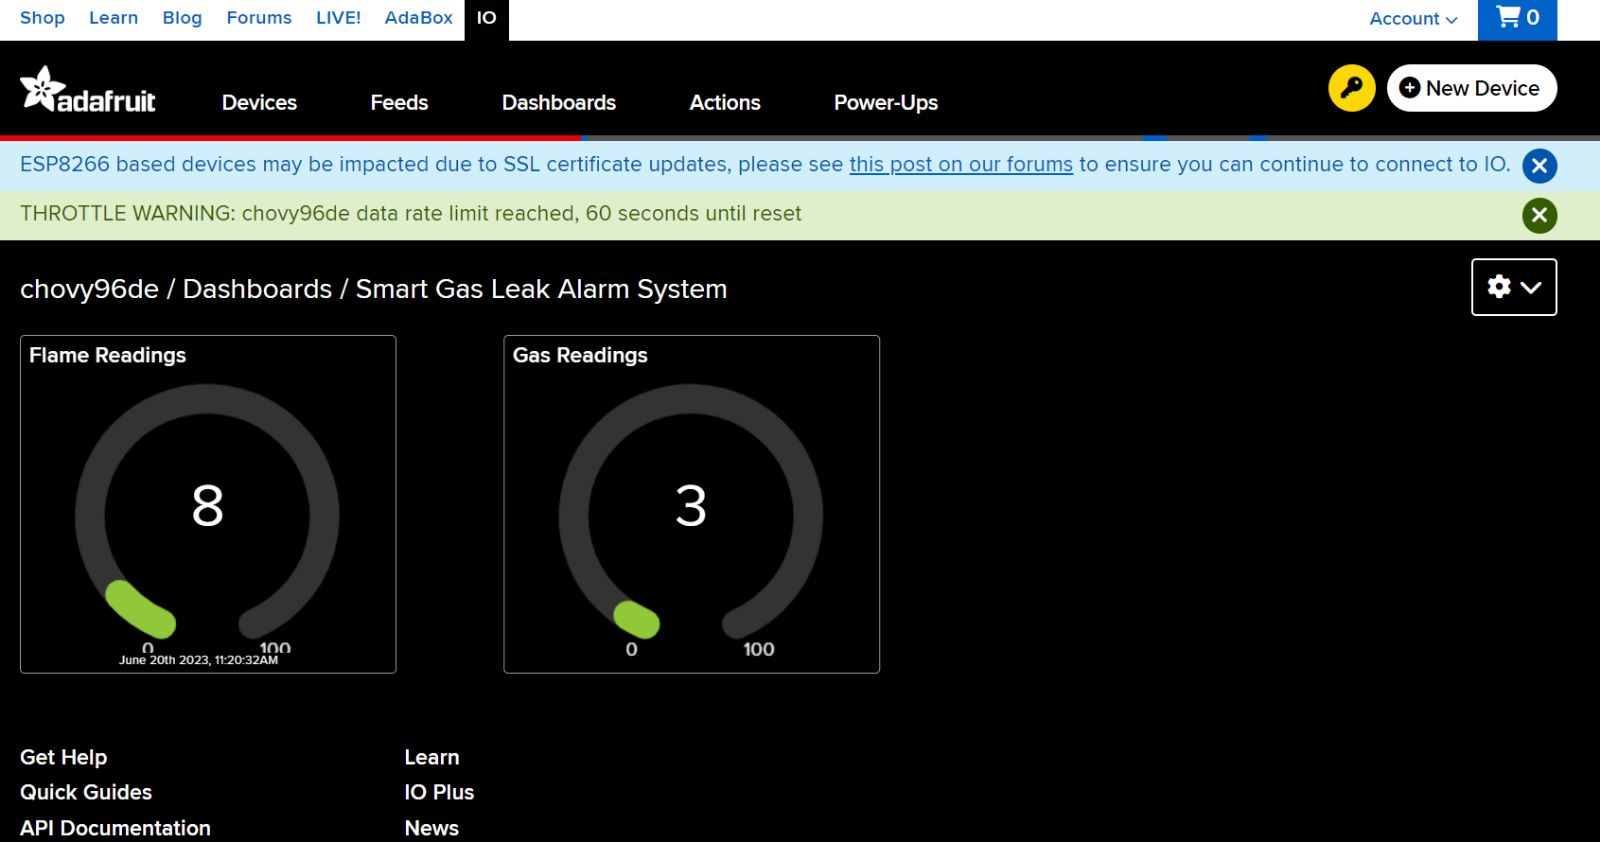 Shop Learn Blog Forums LIVE! AdaBox IO Account 0
adafruit Devices Feeds Dashboards Actions Power-Ups New Device
ESP8266 based devices may be impacted due to SSL certificate updates, please see this post on our forums to ensure you can continue to connect to IO.
THROTTLE WARNING: chovy96de data rate limit reached, 60 seconds until reset
chovy96de / Dashboards / Smart Gas Leak Alarm System
Flame Readings
8
0 100
June 20th 2023, 11:20:32AM
Gas Readings
3
0 100
Get Help
Quick Guides
API Documentation
Learn
IO Plus
News